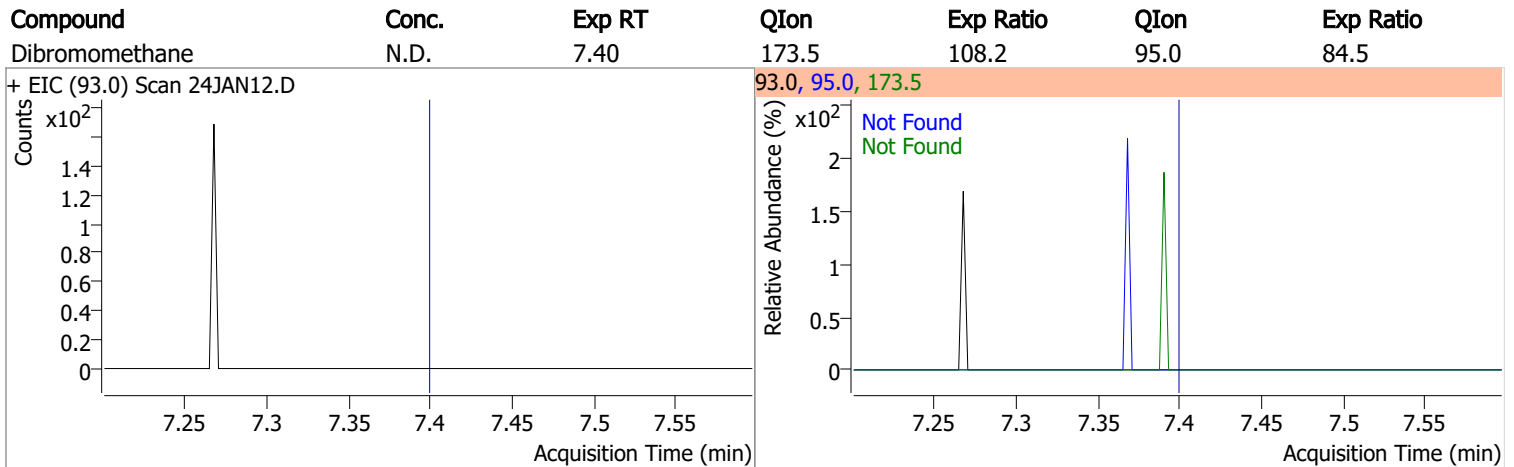 Compound Conc. Exp RT QIon Exp Ratio QIon Exp Ratio
Dibromomethane N.D. 7.40 173.5 108.2 95.0 84.5
+ EIC (93.0) Scan 24JAN12.D
Counts
x10²
1.4
1.2
1
0.8
0.6
0.4
0.2
0
7.25 7.3 7.35 7.4 7.45 7.5 7.55
Acquisition Time (min)
93.0, 95.0, 173.5
Relative Abundance (%)
x10²
Not Found
Not Found
2
1.5
1
0.5
0
7.25 7.3 7.35 7.4 7.45 7.5 7.55
Acquisition Time (min)